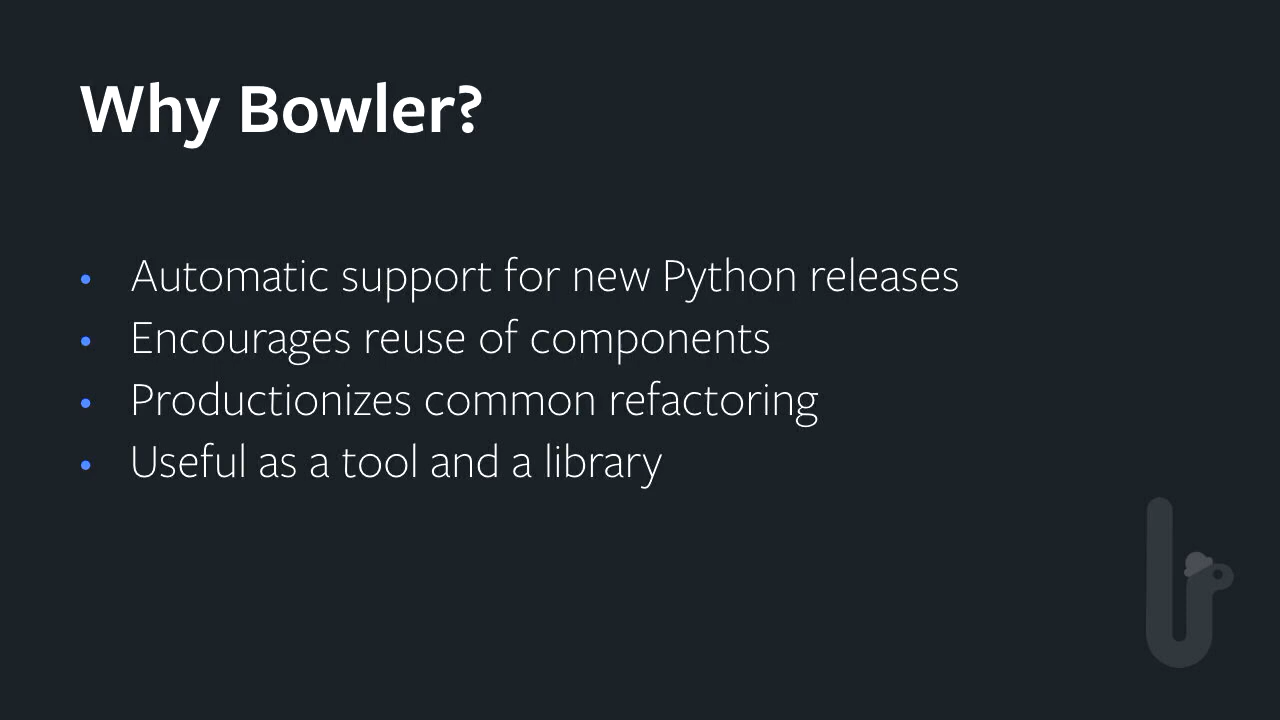 Why Bowler?
• Automatic support for new Python releases
• Encourages reuse of components
• Productionizes common refactoring
• Useful as a tool and a library